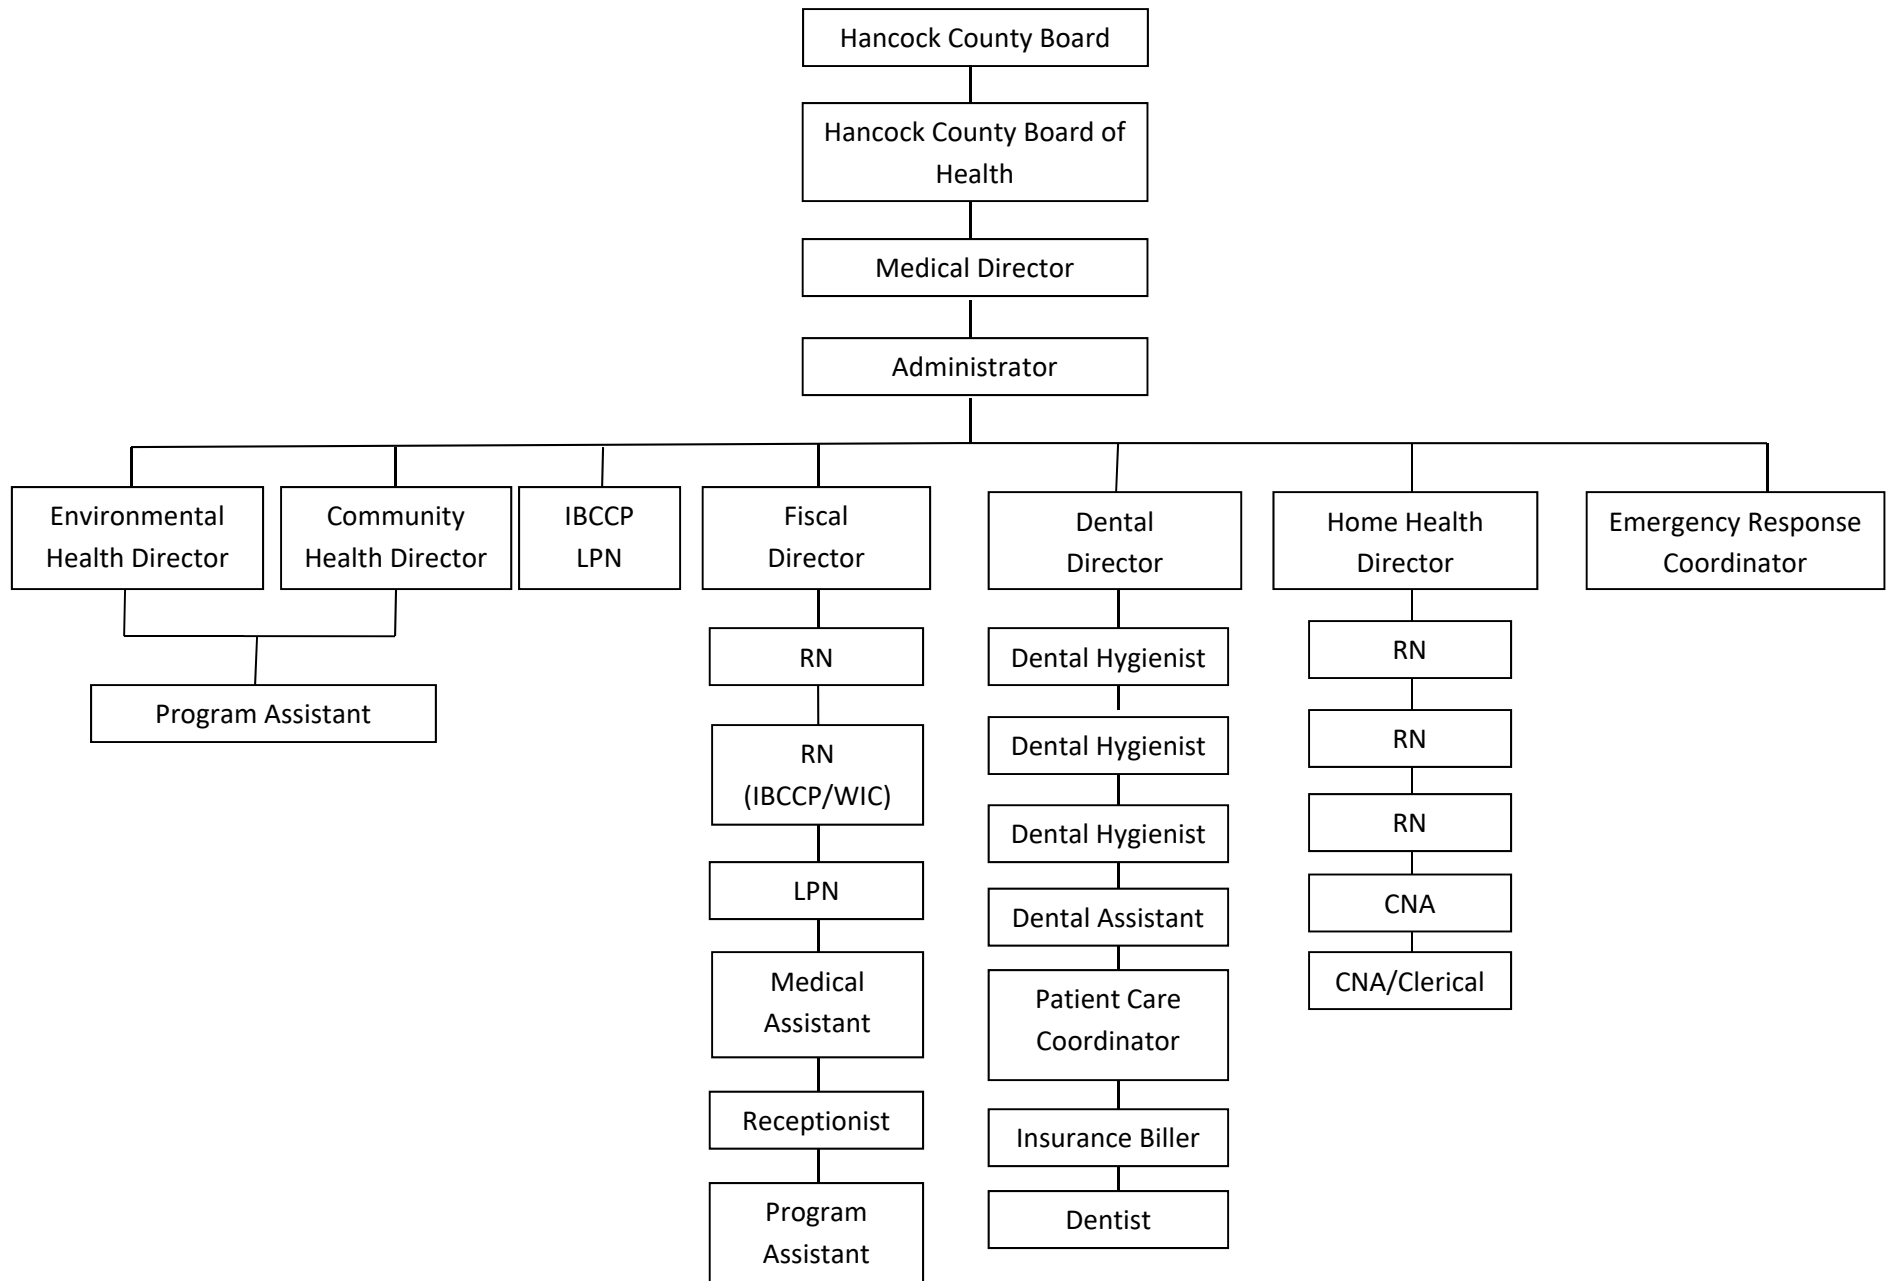 Hancock County Board
Hancock County Board of
Health
Medical Director
Administrator
Environmental
Health Director
Community
Health Director
IBCCP
LPN
Fiscal
Director
Dental
Director
Home Health
Director
Emergency Response
Coordinator
Program Assistant
RN
RN
(IBCCP/WIC)
LPN
Medical
Assistant
Receptionist
Program
Assistant
Dental Hygienist
Dental Hygienist
Dental Hygienist
Dental Assistant
Patient Care
Coordinator
Insurance Biller
Dentist
RN
RN
RN
CNA
CNA/Clerical